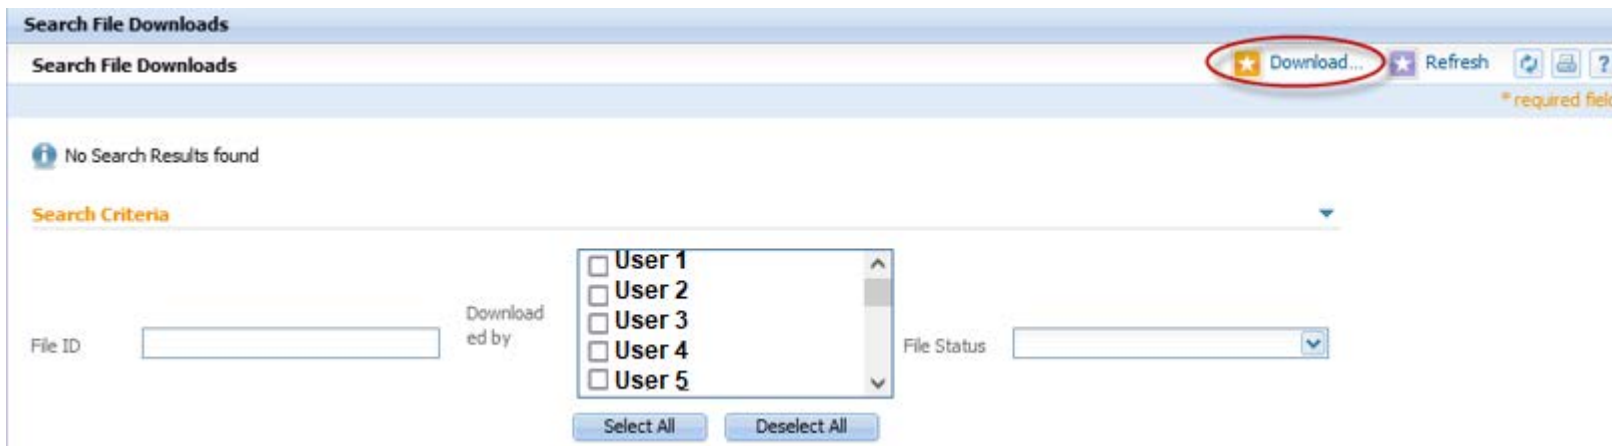 Search File Downloads
Search File Downloads
Download... Refresh ?
* required field
No Search Results found
Search Criteria
User 1
User 2
User 3
User 4
User 5
File ID
Download
ed by
File Status
Select All Deselect All